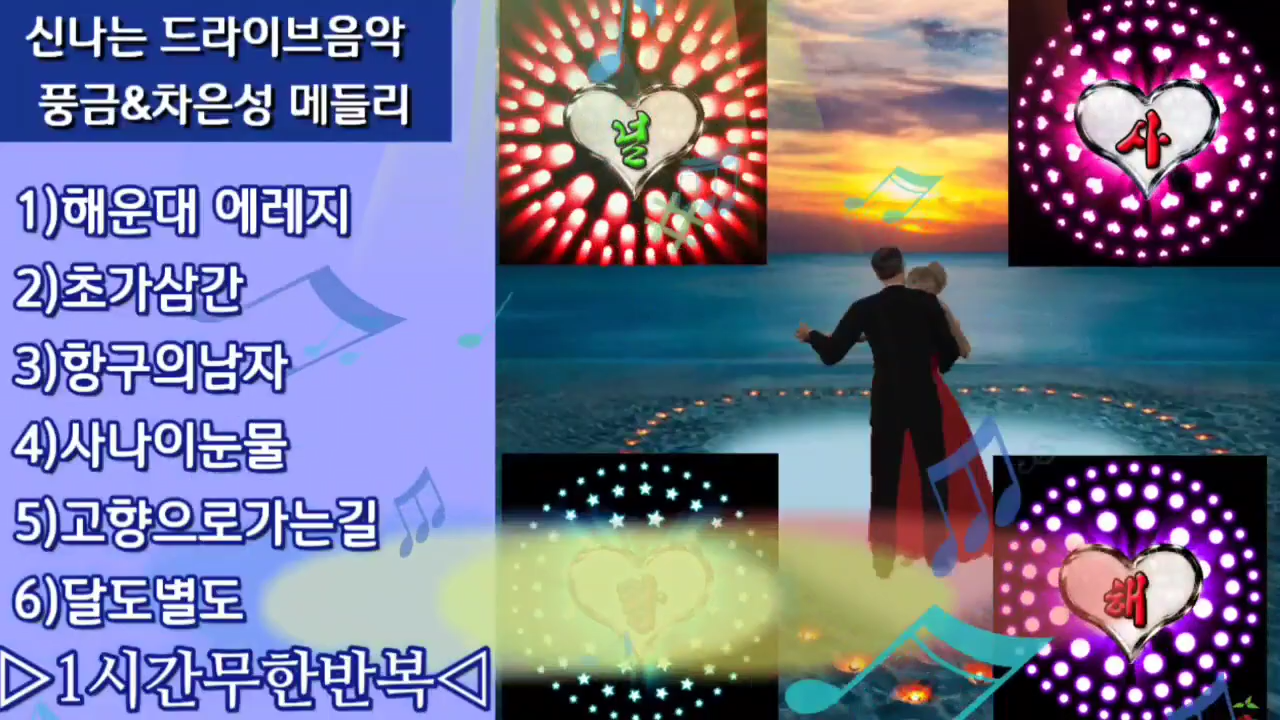 신나는 드라이브음악
풍금&차은성 메들리
1)해운대 에레지
2)초가삼간
3)항구의남자
4)사나이눈물
5)고향으로가는길
6)달도별도
▷1시간무한반복◁
널
사
해